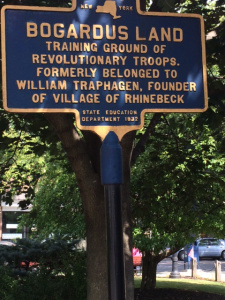 NEW YORK
BOGARDUS LAND
TRAINING GROUND OF
REVOLUTIONARY TROOPS.
FORMERLY BELONGED TO
WILLIAM TRAPHAGEN, FOUNDER
OF VILLAGE OF RHINEBECK
STATE EDUCATION
DEPARTMENT 1932